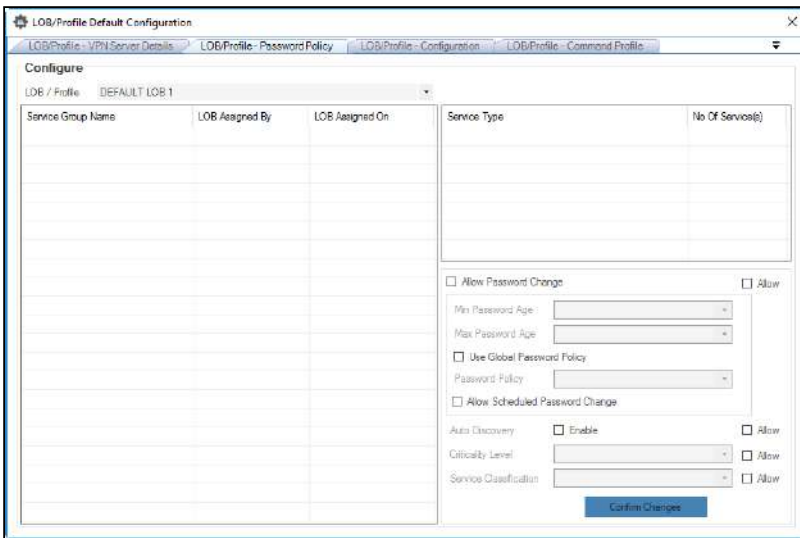 LOB/Profile Default Configuration
LOB/Profile - VPN Server Details LOB/Profile - Password Policy LOB/Profile - Configuration LOB/Profile - Command Profile
Configure
LOB / Profile DEFAULT LOB 1
Service Group Name LOB Assigned By LOB Assigned On Service Type No Of Service(s)
Allow Password Change Allow
Min Password Age
Max Password Age
Use Global Password Policy
Password Policy
Allow Scheduled Password Change
Auto Discovery Enable Allow
Criticality Level Allow
Service Classification Allow
Confirm Changes